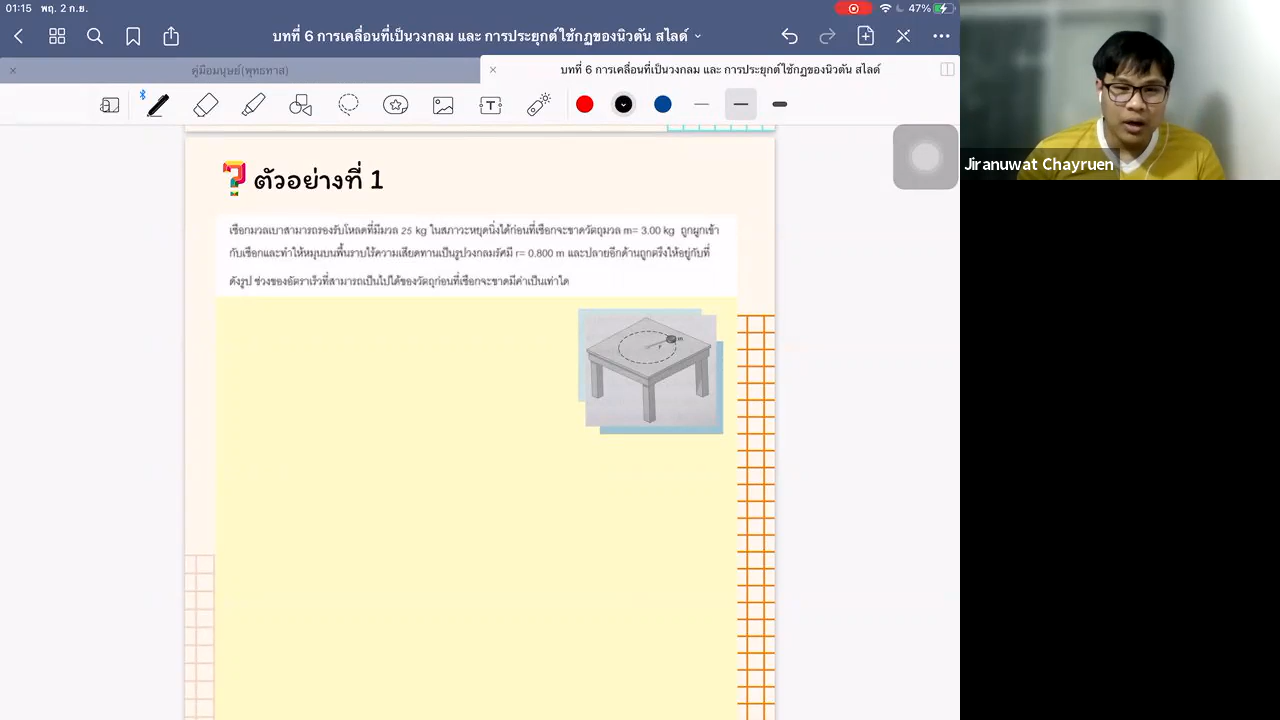 01:15 พฤ. 2 ก.ย.
47%
บทที่ 6 การเคลื่อนที่เป็นวงกลม และ การประยุกต์ใช้กฏของนิวตัน สไลด์
คู่มือมนุษย์(พุทธทาส)
บทที่ 6 การเคลื่อนที่เป็นวงกลม และ การประยุกต์ใช้กฏของนิวตัน สไลด์
ตัวอย่างที่ 1
เชือกมวลเบาสามารถรองรับโหลดที่มีมวล 25 kg ในสภาวะหยุดนิ่งได้ก่อนที่เชือกจะขาดวัตถุมวล m= 3.00 kg ถูกผูกเข้า
กับเชือกและทำให้หมุนบนพื้นราบไร้ความเสียดทานเป็นรูปวงกลมรัศมี r= 0.800 m และปลายอีกด้านถูกตรึงให้อยู่กับที่
ดังรูป ช่วงของอัตราเร็วที่สามารถเป็นไปได้ของวัตถุก่อนที่เชือกจะขาดมีค่าเป็นเท่าใด
m
r
Jiranuwat Chayruen